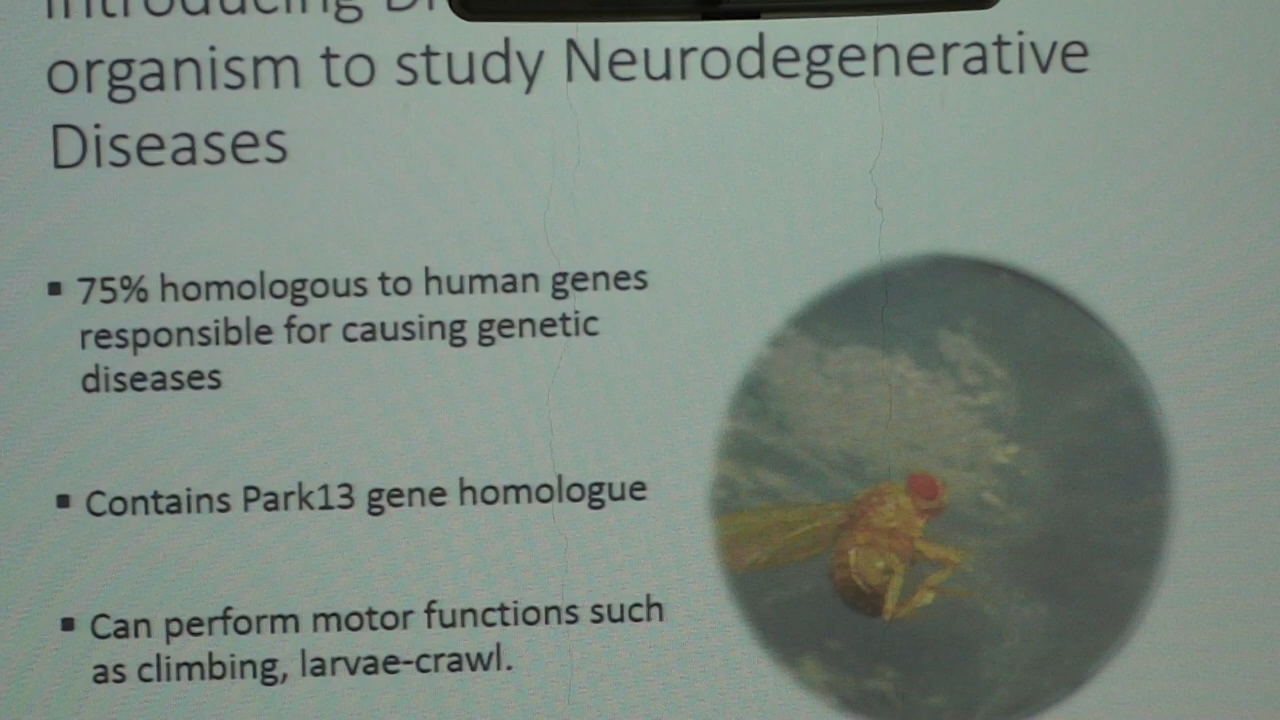 Introducing
organism to study Neurodegenerative
Diseases
▪ 75% homologous to human genes
responsible for causing genetic
diseases
▪ Contains Park13 gene homologue
▪ Can perform motor functions such
as climbing, larvae-crawl.